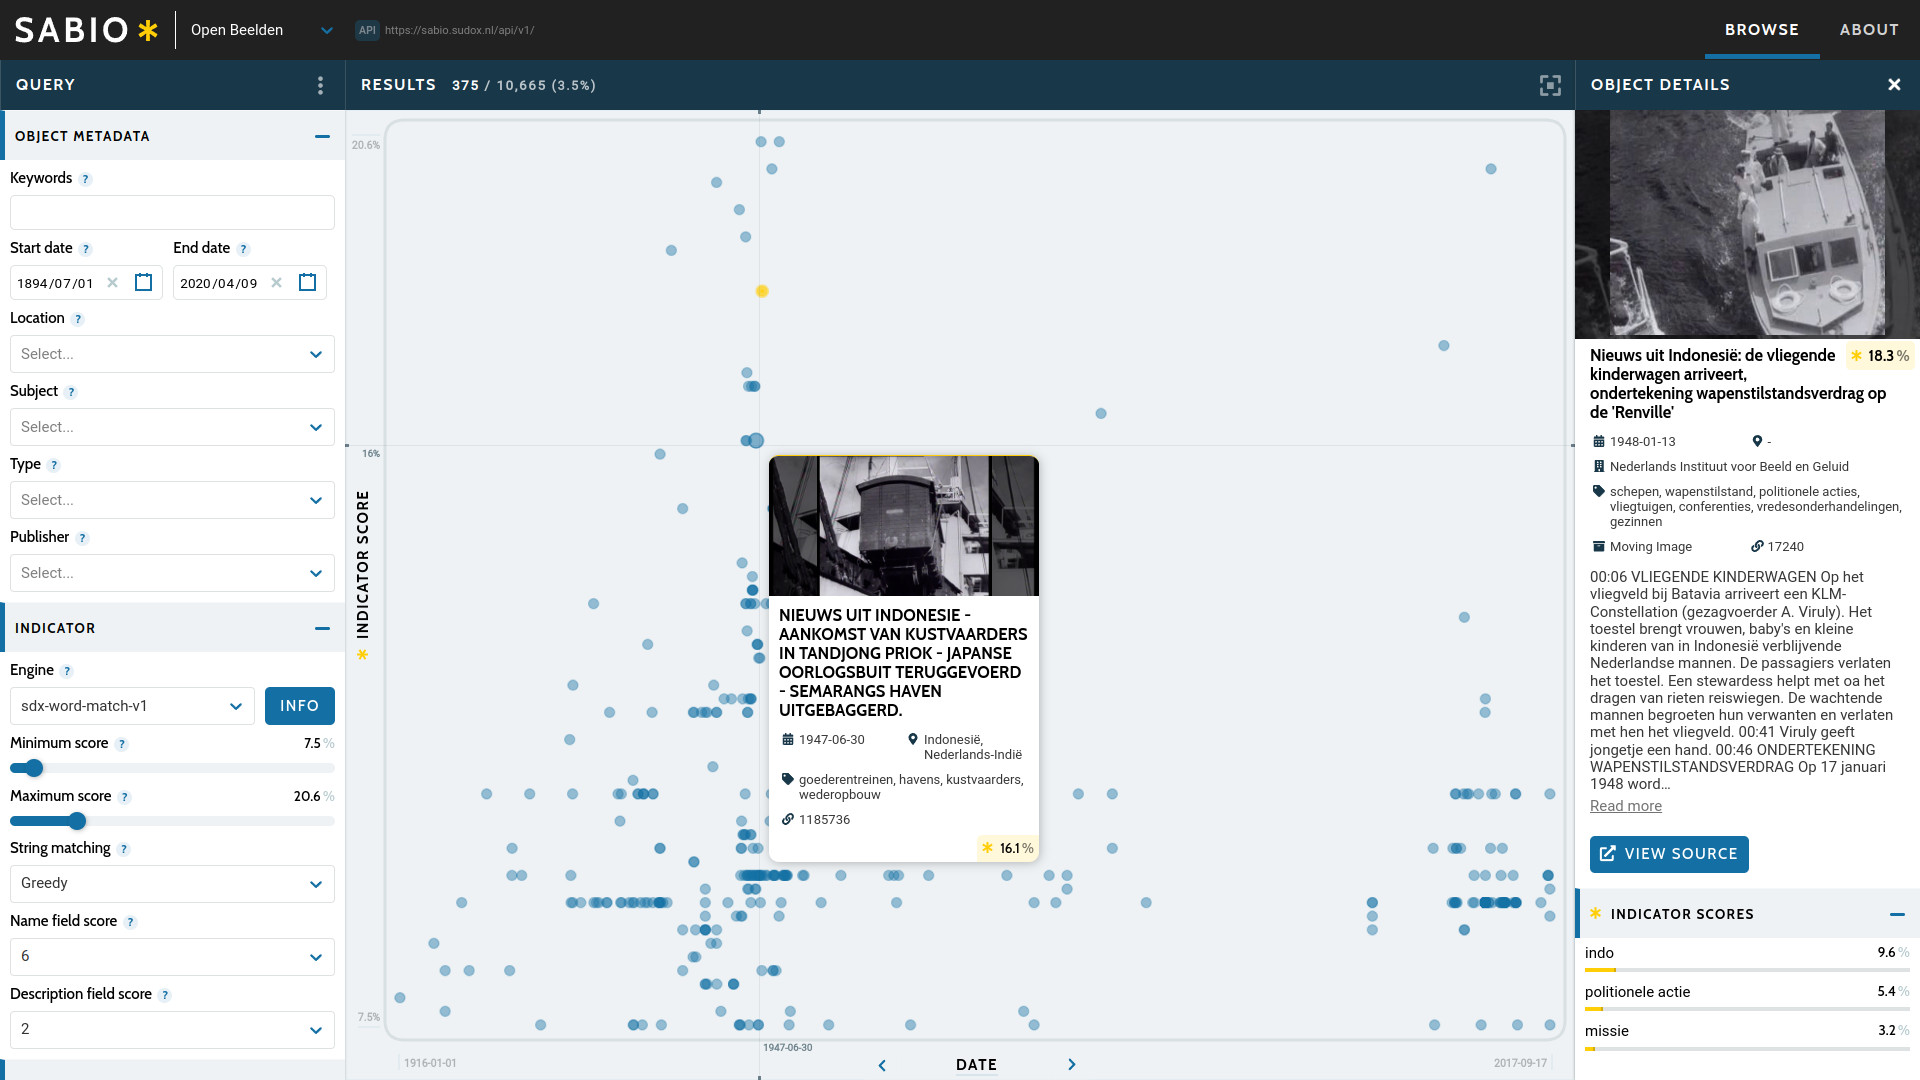 SABIO
Open Beelden
API https://sabio.sudox.nl/api/v1/
BROWSE
ABOUT
QUERY
OBJECT METADATA
Keywords ?
Start date ?
End date ?
1894/07/01
2020/04/09
Location ?
Select...
Subject ?
Select...
Type ?
Select...
Publisher ?
Select...
INDICATOR
Engine ?
sdx-word-match-v1
INFO
Minimum score ?
7.5 %
Maximum score ?
20.6 %
String matching ?
Greedy
Name field score ?
6
Description field score ?
2
RESULTS 375 / 10,665 (3.5%)
20.6%
16%
INDICATOR SCORE
7.5%
1916-01-01
1947-06-30
DATE
2017-09-17
NIEUWS UIT INDONESIE -
AANKOMST VAN KUSTVAARDERS
IN TANDJONG PRIOK - JAPANSE
OORLOGSBUIT TERUGGEVOERD
- SEMARANGS HAVEN
UITGEBAGGERD.
1947-06-30
Indonesië,
Nederlands-Indië
goederentreinen, havens, kustvaarders,
wederopbouw
1185736
16.1 %
OBJECT DETAILS
Nieuws uit Indonesië: de vliegende
kinderwagen arriveert,
ondertekening wapenstilstandsverdrag op
de 'Renville'
18.3 %
1948-01-13
-
Nederlands Instituut voor Beeld en Geluid
schepen, wapenstilstand, politionele acties,
vliegtuigen, conferenties, vredesonderhandelingen,
gezinnen
Moving Image
17240
00:06 VLIEGENDE KINDERWAGEN Op het
vliegveld bij Batavia arriveert een KLM-
Constellation (gezagvoerder A. Viruly). Het
toestel brengt vrouwen, baby's en kleine
kinderen van in Indonesië verblijvende
Nederlandse mannen. De passagiers verlaten
het toestel. Een stewardess helpt met oa het
dragen van rieten reiswiegen. De wachtende
mannen begroeten hun verwanten en verlaten
met hen het vliegveld. 00:41 Viruly geeft
jongetje een hand. 00:46 ONDERTEKENING
WAPENSTILSTANDSVERDRAG Op 17 januari
1948 word...
Read more
VIEW SOURCE
INDICATOR SCORES
indo
9.6 %
politionele actie
5.4 %
missie
3.2 %